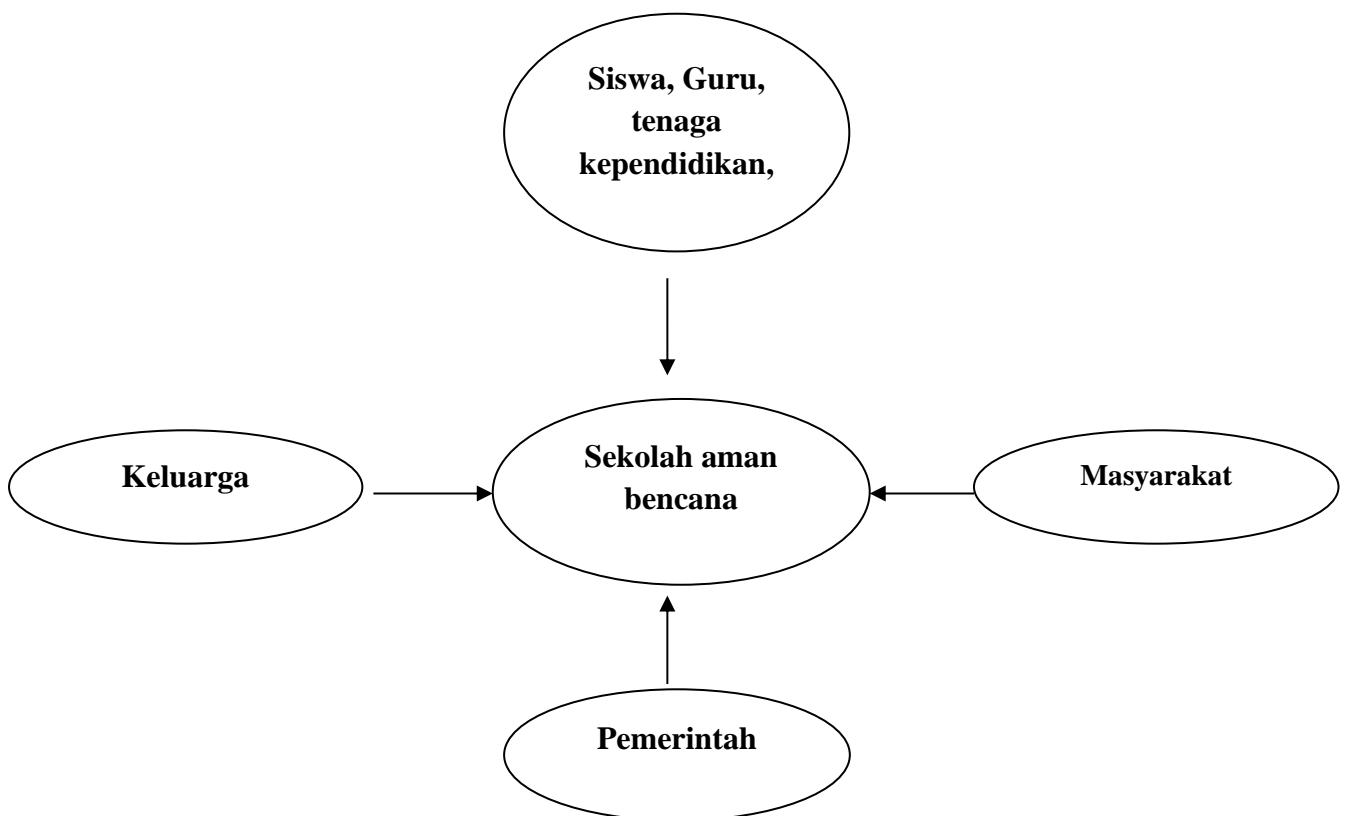 Siswa, Guru,
tenaga
kependidikan,
Keluarga
Sekolah aman
bencana
Masyarakat
Pemerintah